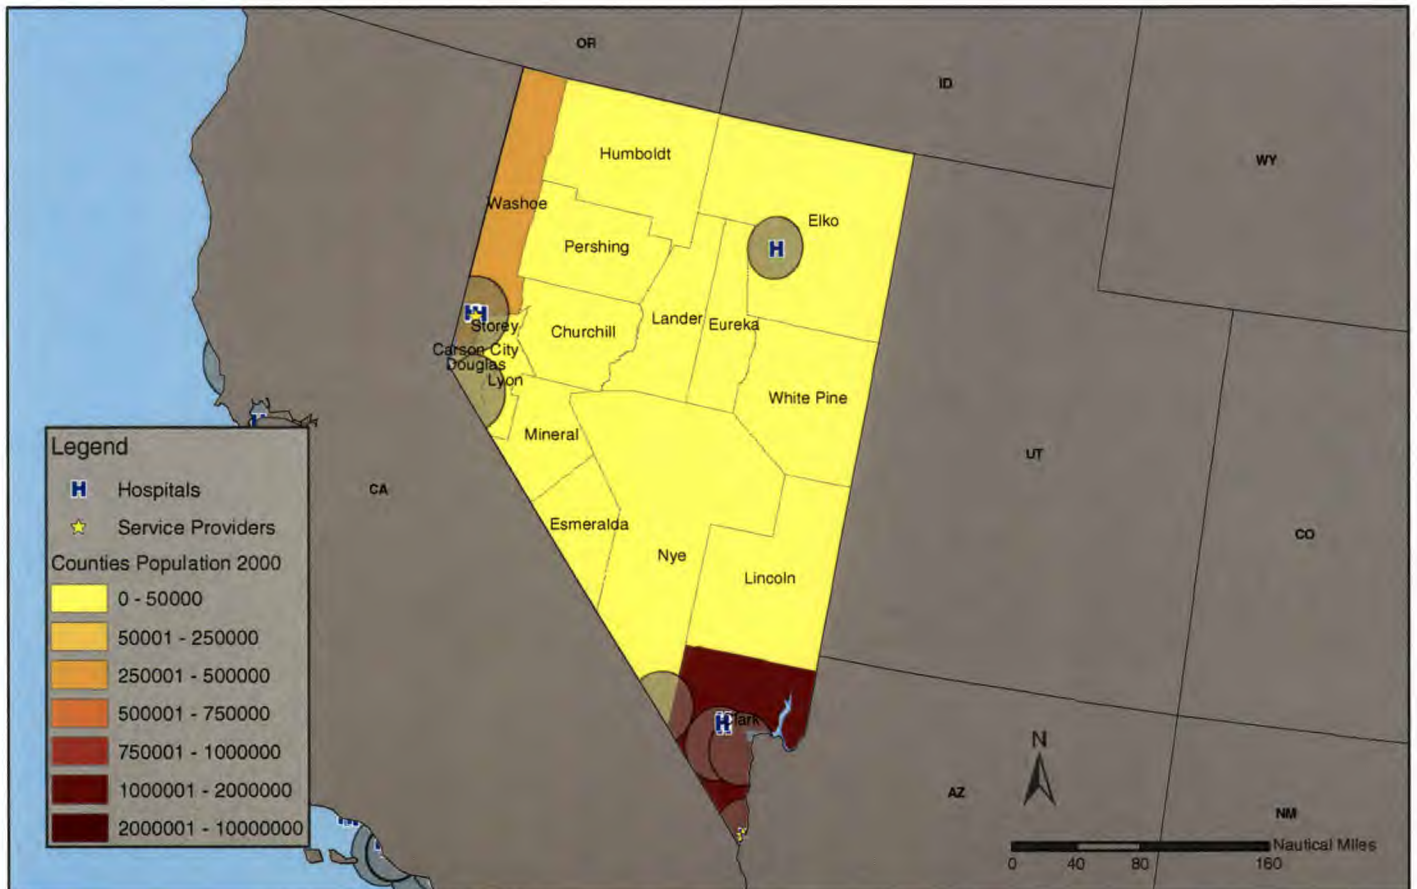 OR
ID
WY
Humboldt
Washoe
Elko
Pershing
Storey
Churchill
Lander
Eureka
Carson City
Douglas
Lyon
White Pine
Mineral
UT
CA
Esmeralda
Nye
Lincoln
CO
Clark
AZ
NM
N
Nautical Miles
0 40 80 160
Legend
H Hospitals
Service Providers
Counties Population 2000
0 - 50000
50001 - 250000
250001 - 500000
500001 - 750000
750001 - 1000000
1000001 - 2000000
2000001 - 10000000